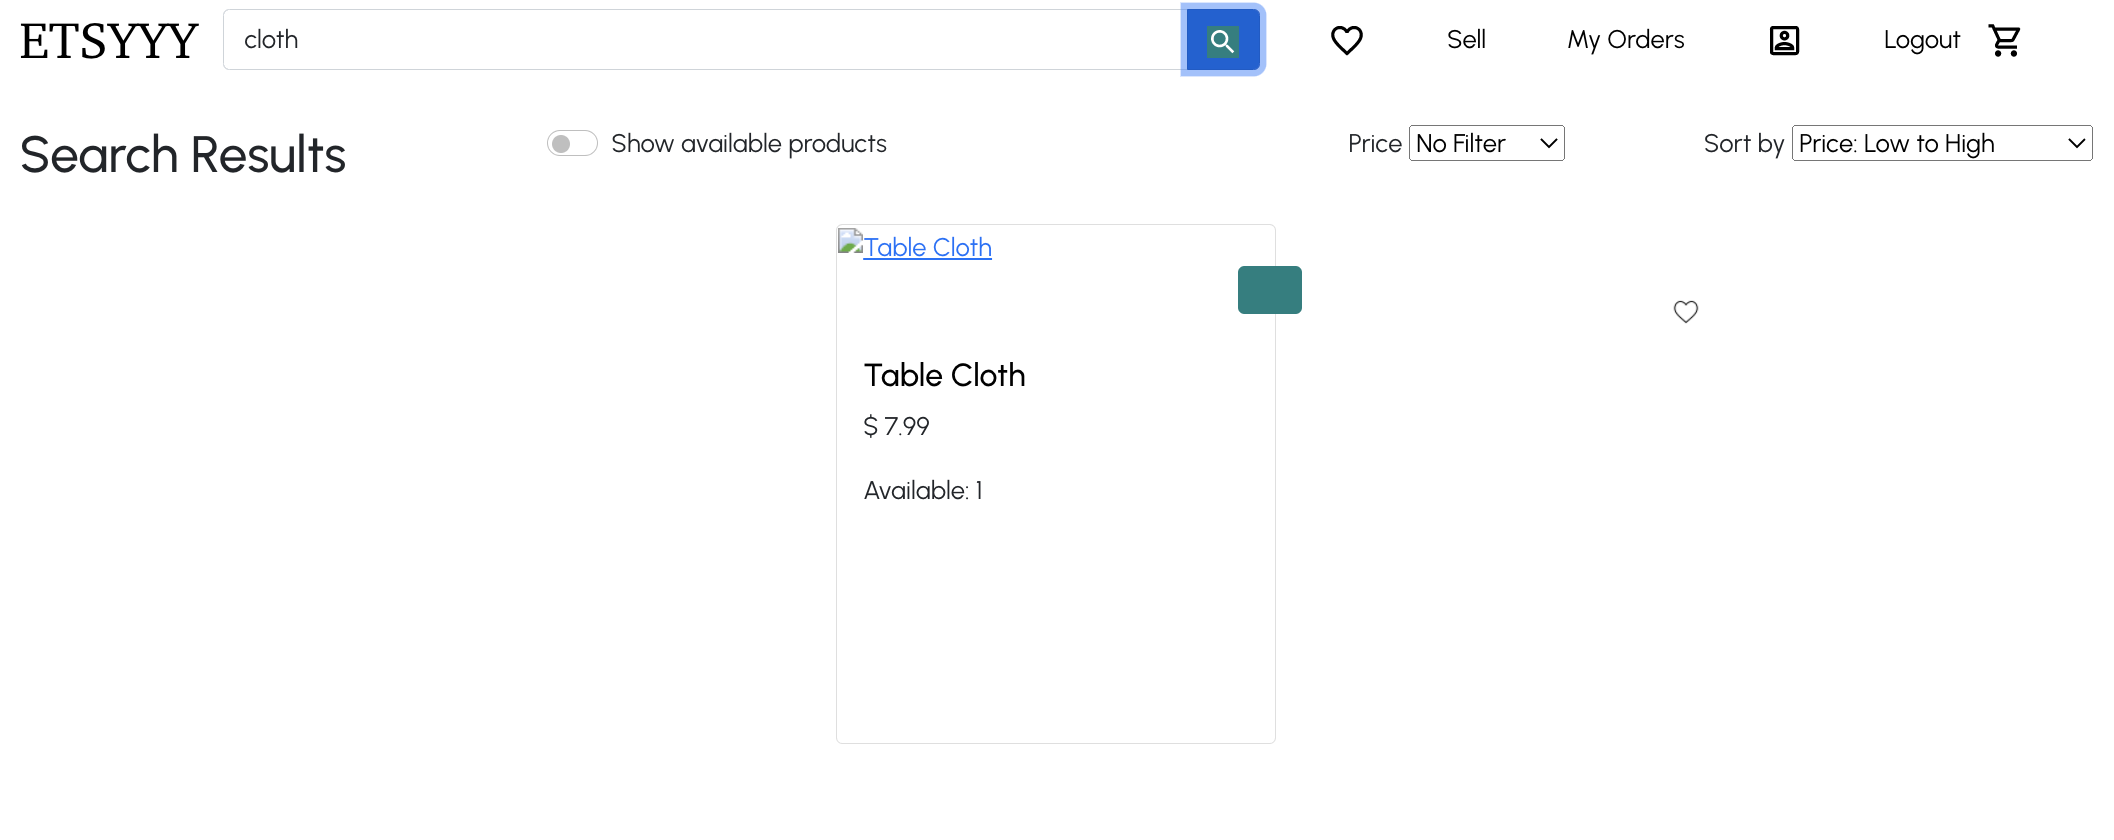 ETSYYY cloth Sell My Orders Logout
Search Results Show available products Price No Filter Sort by Price: Low to High
Table Cloth
Table Cloth
$ 7.99
Available: 1